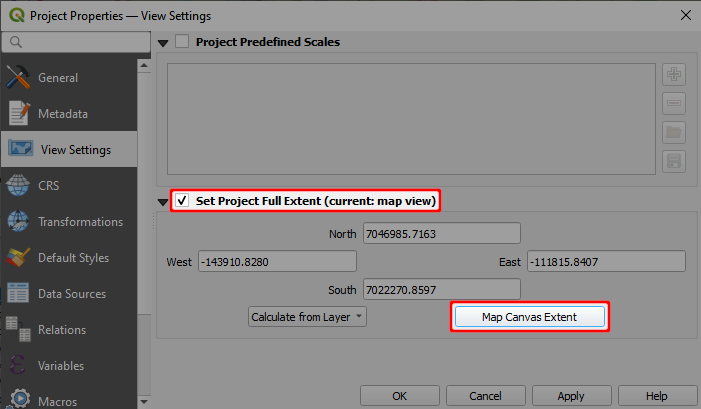 Project Properties — View Settings
General
Metadata
View Settings
CRS
Transformations
Default Styles
Data Sources
Relations
Variables
Macros
Project Predefined Scales
Set Project Full Extent (current: map view)
North 7046985.7163
West -143910.8280 East -111815.8407
South 7022270.8597
Calculate from Layer Map Canvas Extent
OK Cancel Apply Help